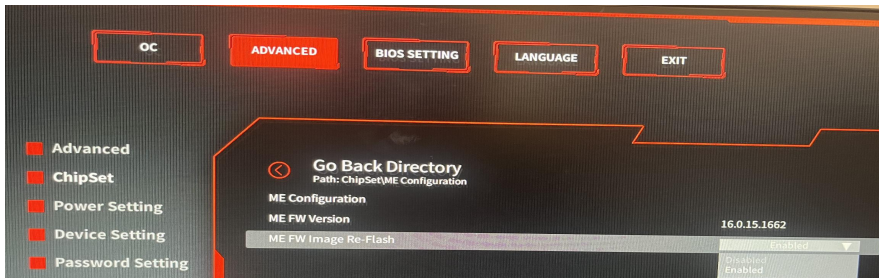 OC
ADVANCED
BIOS SETTING
LANGUAGE
EXIT
Advanced
ChipSet
Power Setting
Device Setting
Password Setting
Go Back Directory
Path: ChipSet\ME Configuration
ME Configuration
ME FW Version
16.0.15.1662
ME FW Image Re-Flash
Enabled
Disabled
Enabled